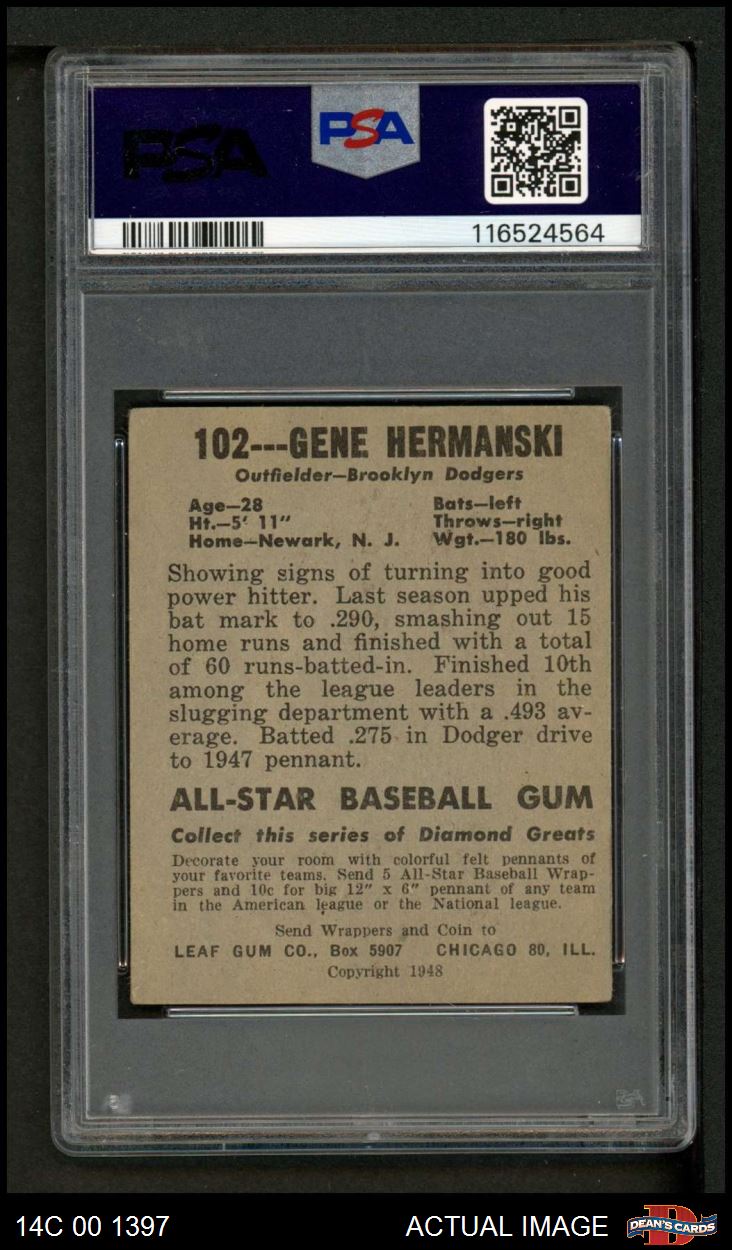 PSA
PSA
116524564
102---GENE HERMANSKI
Outfielder—Brooklyn Dodgers
Age—28 Bats—left
Ht.—5' 11" Throws—right
Home—Newark, N. J. Wgt.—180 lbs.
Showing signs of turning into good
power hitter. Last season upped his
bat mark to .290, smashing out 15
home runs and finished with a total
of 60 runs-batted-in. Finished 10th
among the league leaders in the
slugging department with a .493 av-
erage. Batted .275 in Dodger drive
to 1947 pennant.
ALL-STAR BASEBALL GUM
Collect this series of Diamond Greats
Decorate your room with colorful felt pennants of
your favorite teams. Send 5 All-Star Baseball Wrap-
pers and 10c for big 12" x 6" pennant of any team
in the American league or the National league.
Send Wrappers and Coin to
LEAF GUM CO., Box 5907 CHICAGO 80, ILL.
Copyright 1948
PSA
14C 00 1397 ACTUAL IMAGE DEAN'S CARDS